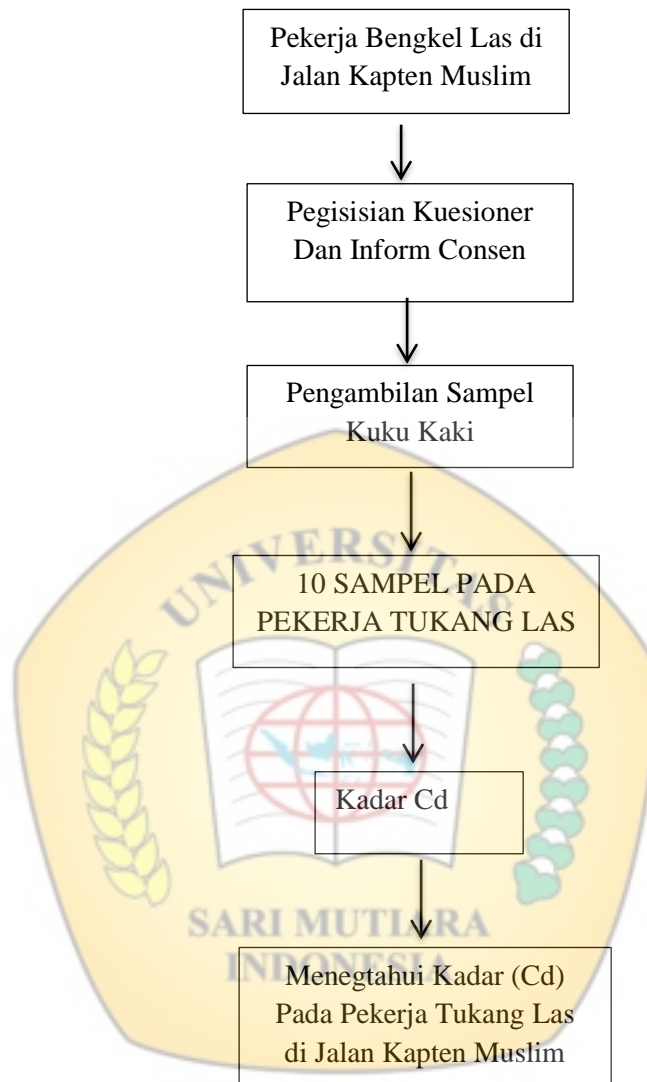 Pekerja Bengkel Las di
Jalan Kapten Muslim
Pegisisian Kuesioner
Dan Inform Consen
Pengambilan Sampel
Kuku Kaki
UNIVERSITAS
10 SAMPEL PADA
PEKERJA TUKANG LAS
Kadar Cd
SARI MUTIARA
INDONESIA
Menegtahui Kadar (Cd)
Pada Pekerja Tukang Las
di Jalan Kapten Muslim